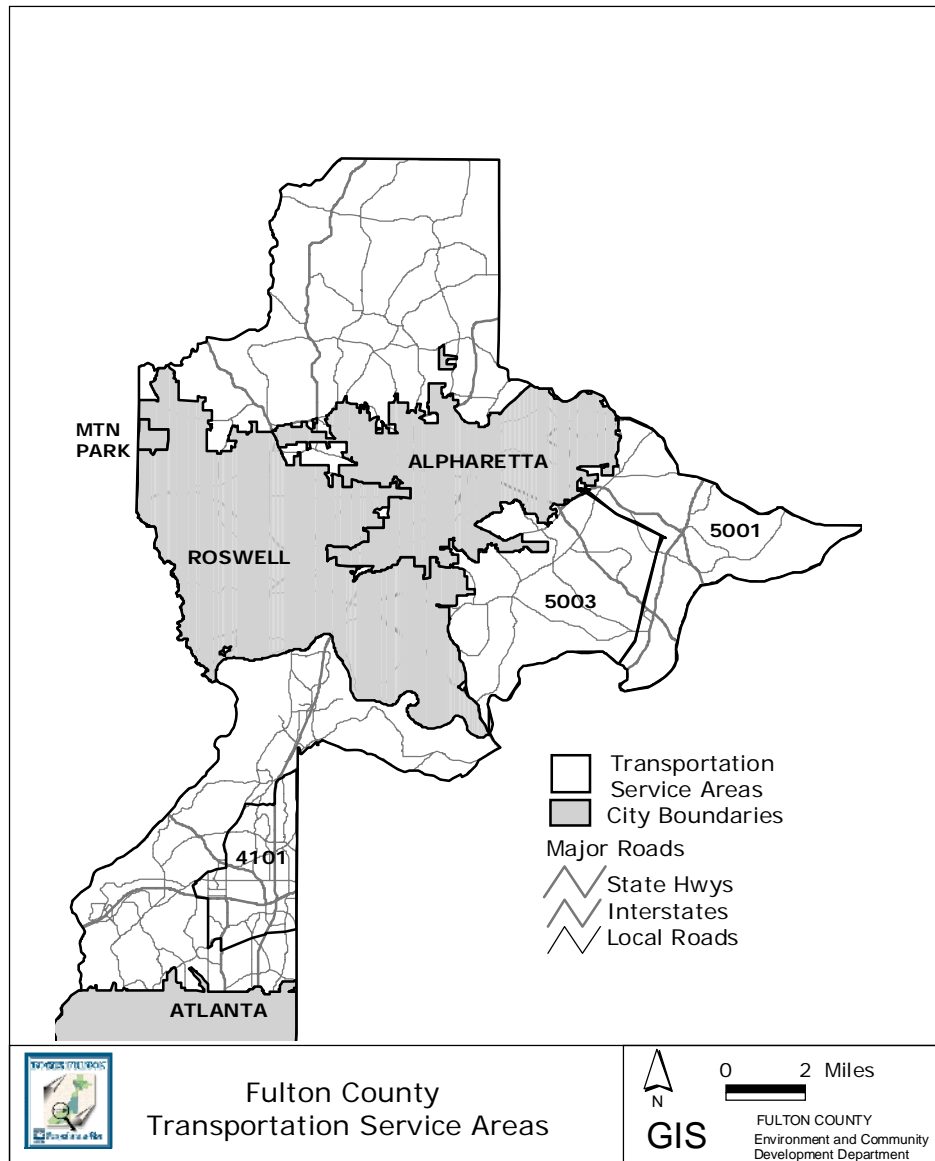 MTN
PARK
ALPHARETTA
5001
ROSWELL
5003
Transportation
Service Areas
City Boundaries
Major Roads
State Hwys
Interstates
Local Roads
4101
ATLANTA
Fulton County
Transportation Service Areas
N
GIS
0 2 Miles
FULTON COUNTY
Environment and Community
Development Department